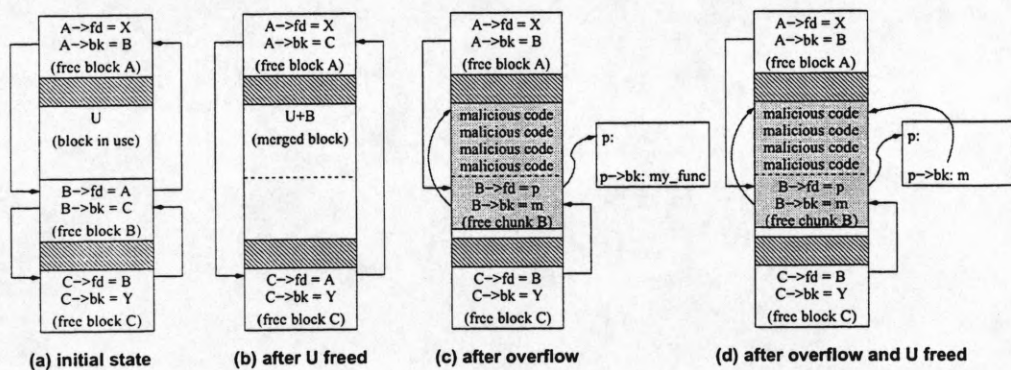 A->fd = X
A->bk = B
(free block A)
U
(block in use)
B->fd = A
B->bk = C
(free block B)
C->fd = B
C->bk = Y
(free block C)
(a) initial state
A->fd = X
A->bk = C
(free block A)
U+B
(merged block)
C->fd = A
C->bk = Y
(free block C)
(b) after U freed
A->fd = X
A->bk = B
(free block A)
malicious code
malicious code
malicious code
malicious code
B->fd = p
B->bk = m
(free chunk B)
C->fd = B
C->bk = Y
(free block C)
p:
p->bk: my_func
(c) after overflow
A->fd = X
A->bk = B
(free block A)
malicious code
malicious code
malicious code
malicious code
B->fd = p
B->bk = m
(free chunk B)
C->fd = B
C->bk = Y
(free block C)
p:
p->bk: m
(d) after overflow and U freed